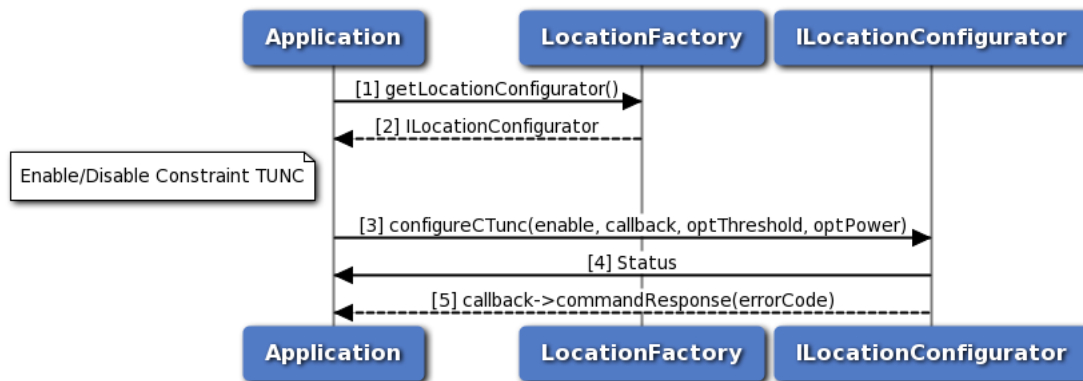 Application
LocationFactory
ILocationConfigurator
[1] getLocationConfigurator()
[2] ILocationConfigurator
Enable/Disable Constraint TUNC
[3] configureCTunc(enable, callback, optThreshold, optPower)
[4] Status
[5] callback->commandResponse(errorCode)
Application
LocationFactory
ILocationConfigurator